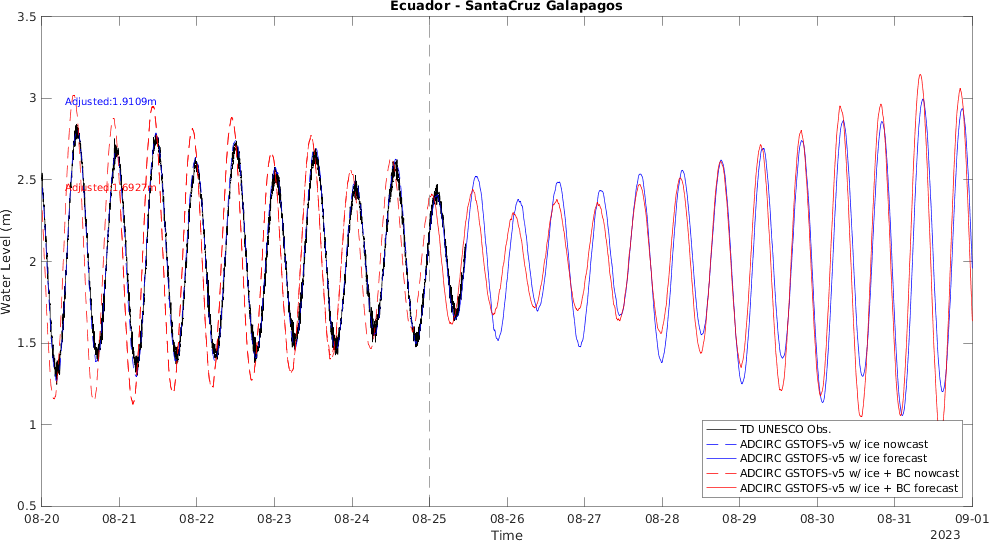 Ecuador - SantaCruz Galapagos
3.5
3
2.5
2
1.5
1
0.5
Water Level (m)
Adjusted:1.9109m
Adjusted:1.6927m
TD UNESCO Obs.
ADCIRC GSTOFS-v5 w/ ice nowcast
ADCIRC GSTOFS-v5 w/ ice forecast
ADCIRC GSTOFS-v5 w/ ice + BC nowcast
ADCIRC GSTOFS-v5 w/ ice + BC forecast
08-20 08-21 08-22 08-23 08-24 08-25 08-26 08-27 08-28 08-29 08-30 08-31 09-01
Time
2023